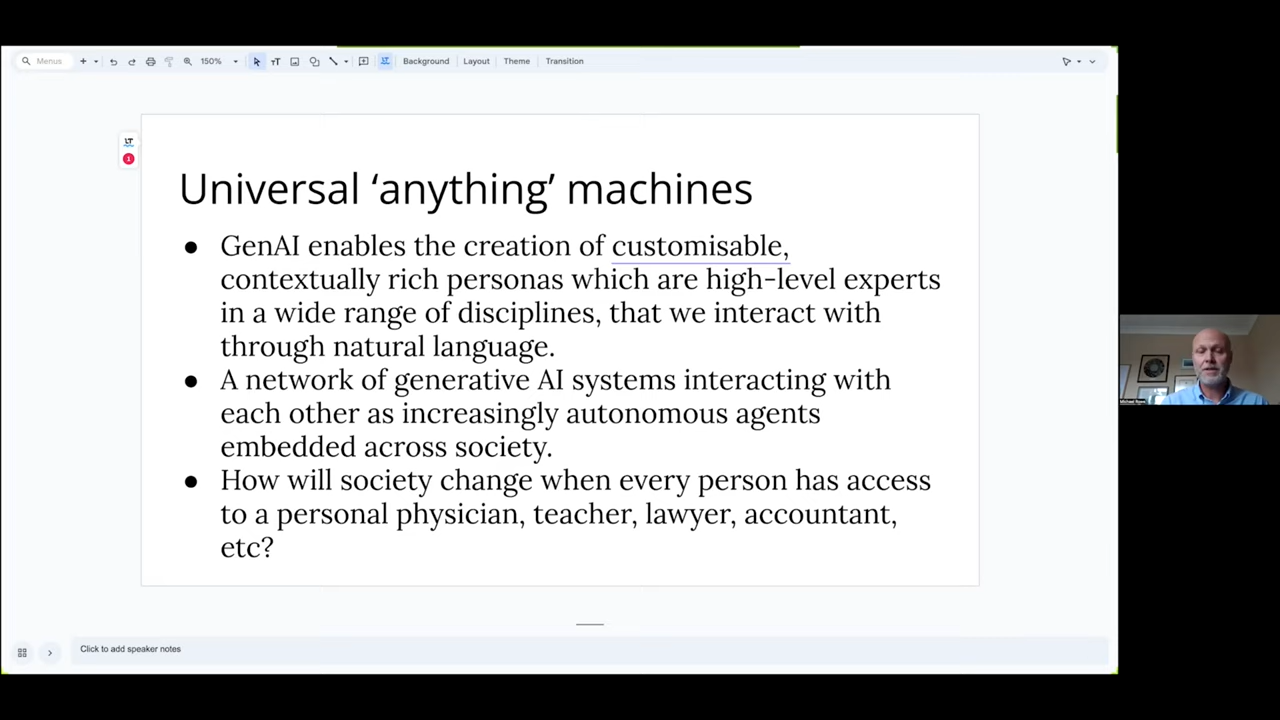 Menus
150%
Background
Layout
Theme
Transition
LT
1
Universal ‘anything’ machines
● GenAI enables the creation of customisable,
contextually rich personas which are high-level experts
in a wide range of disciplines, that we interact with
through natural language.
● A network of generative AI systems interacting with
each other as increasingly autonomous agents
embedded across society.
● How will society change when every person has access
to a personal physician, teacher, lawyer, accountant,
etc?
Click to add speaker notes